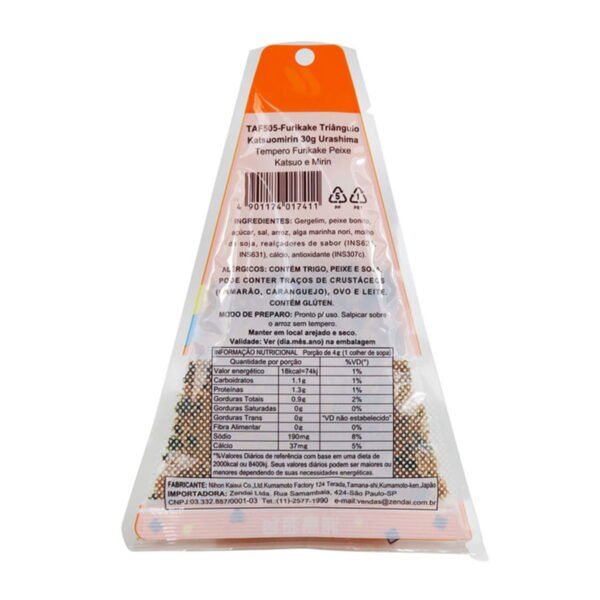 TAF505-Furikake Triângulo
Katsuomirin 30g Urashima
Tempero Furikake Peixe
Katsuo e Mirin
4 901174 017411
5
PP
1
PET
INGREDIENTES: Gergelim, peixe bonito,
açúcar, sal, arroz, alga marinha nori, molho
de soja, realçadores de sabor (INS621,
INS631), cálcio, antioxidante (INS307c).
ALÉRGICOS: CONTÉM TRIGO, PEIXE E SOJA.
PODE CONTER TRAÇOS DE CRUSTÁCEOS
(CAMARÃO, CARANGUEJO), OVO E LEITE.
CONTÉM GLÚTEN.
MODO DE PREPARO: Pronto p/ uso. Salpicar sobre
o arroz sem tempero.
Manter em local arejado e seco.
Validade: Ver (dia.mês.ano) na embalagem
INFORMAÇÃO NUTRICIONAL Porção de 4g (1 colher de sopa)
Quantidade por porção %VD(*)
Valor energético 18kcal=74kj 1%
Carboidratos 1.1g 1%
Proteínas 1.3g 1%
Gorduras Totais 0.9g 2%
Gorduras Saturadas 0g 0%
Gorduras Trans 0g "VD não estabelecido"
Fibra Alimentar 0g 0%
Sódio 190mg 8%
Cálcio 37mg 5%
*%Valores Diários de referência com base em uma dieta de
2000kcal ou 8400kj. Seus valores diários podem ser maiores ou
menores dependendo de suas necessidades energéticas.
FABRICANTE: Nihon Kaisui Co.,Ltd.Kumamoto Factory 124 Terada,Tamana-shi,Kumamoto-ken,Japão
IMPORTADORA: Zendai Ltda. Rua Samambaia, 424-São Paulo-SP
CNPJ:03.332.887/0001-03 Tel.:(11)-2577-1990 e-mail:vendas@zendai.com.br